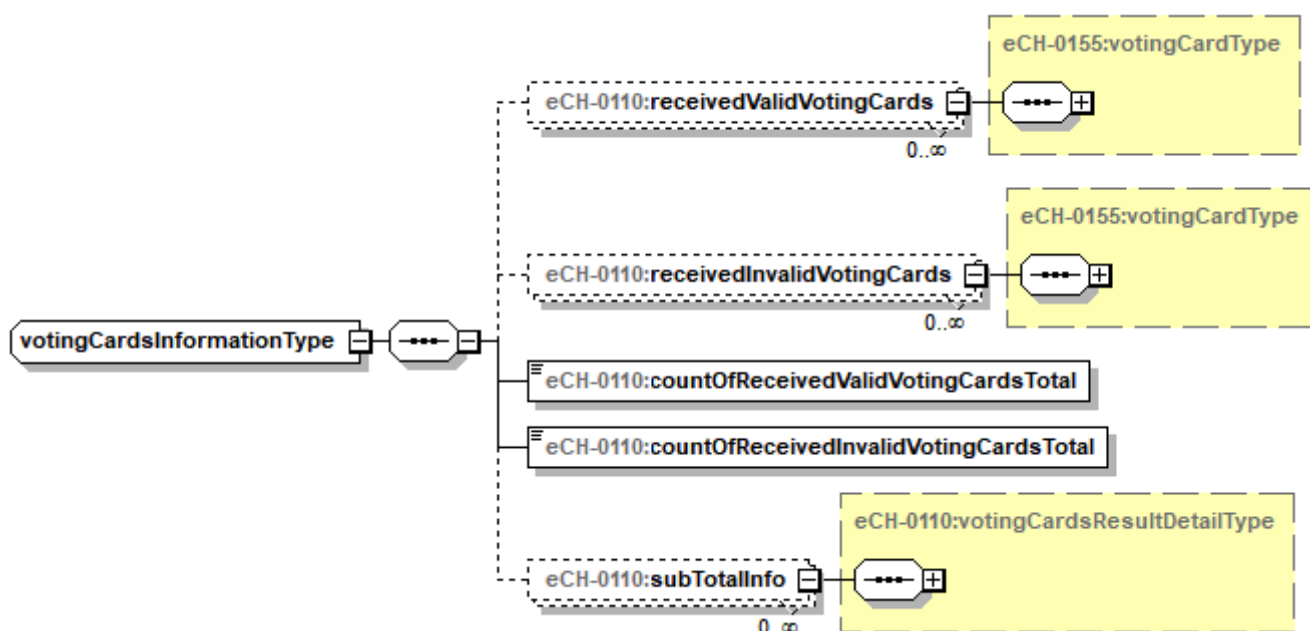 eCH-0155:votingCardType
eCH-0110:receivedValidVotingCards
0..∞
eCH-0155:votingCardType
eCH-0110:receivedInvalidVotingCards
0..∞
votingCardsInformationType
eCH-0110:countOfReceivedValidVotingCardsTotal
eCH-0110:countOfReceivedInvalidVotingCardsTotal
eCH-0110:votingCardsResultDetailType
eCH-0110:subTotalInfo
0..∞